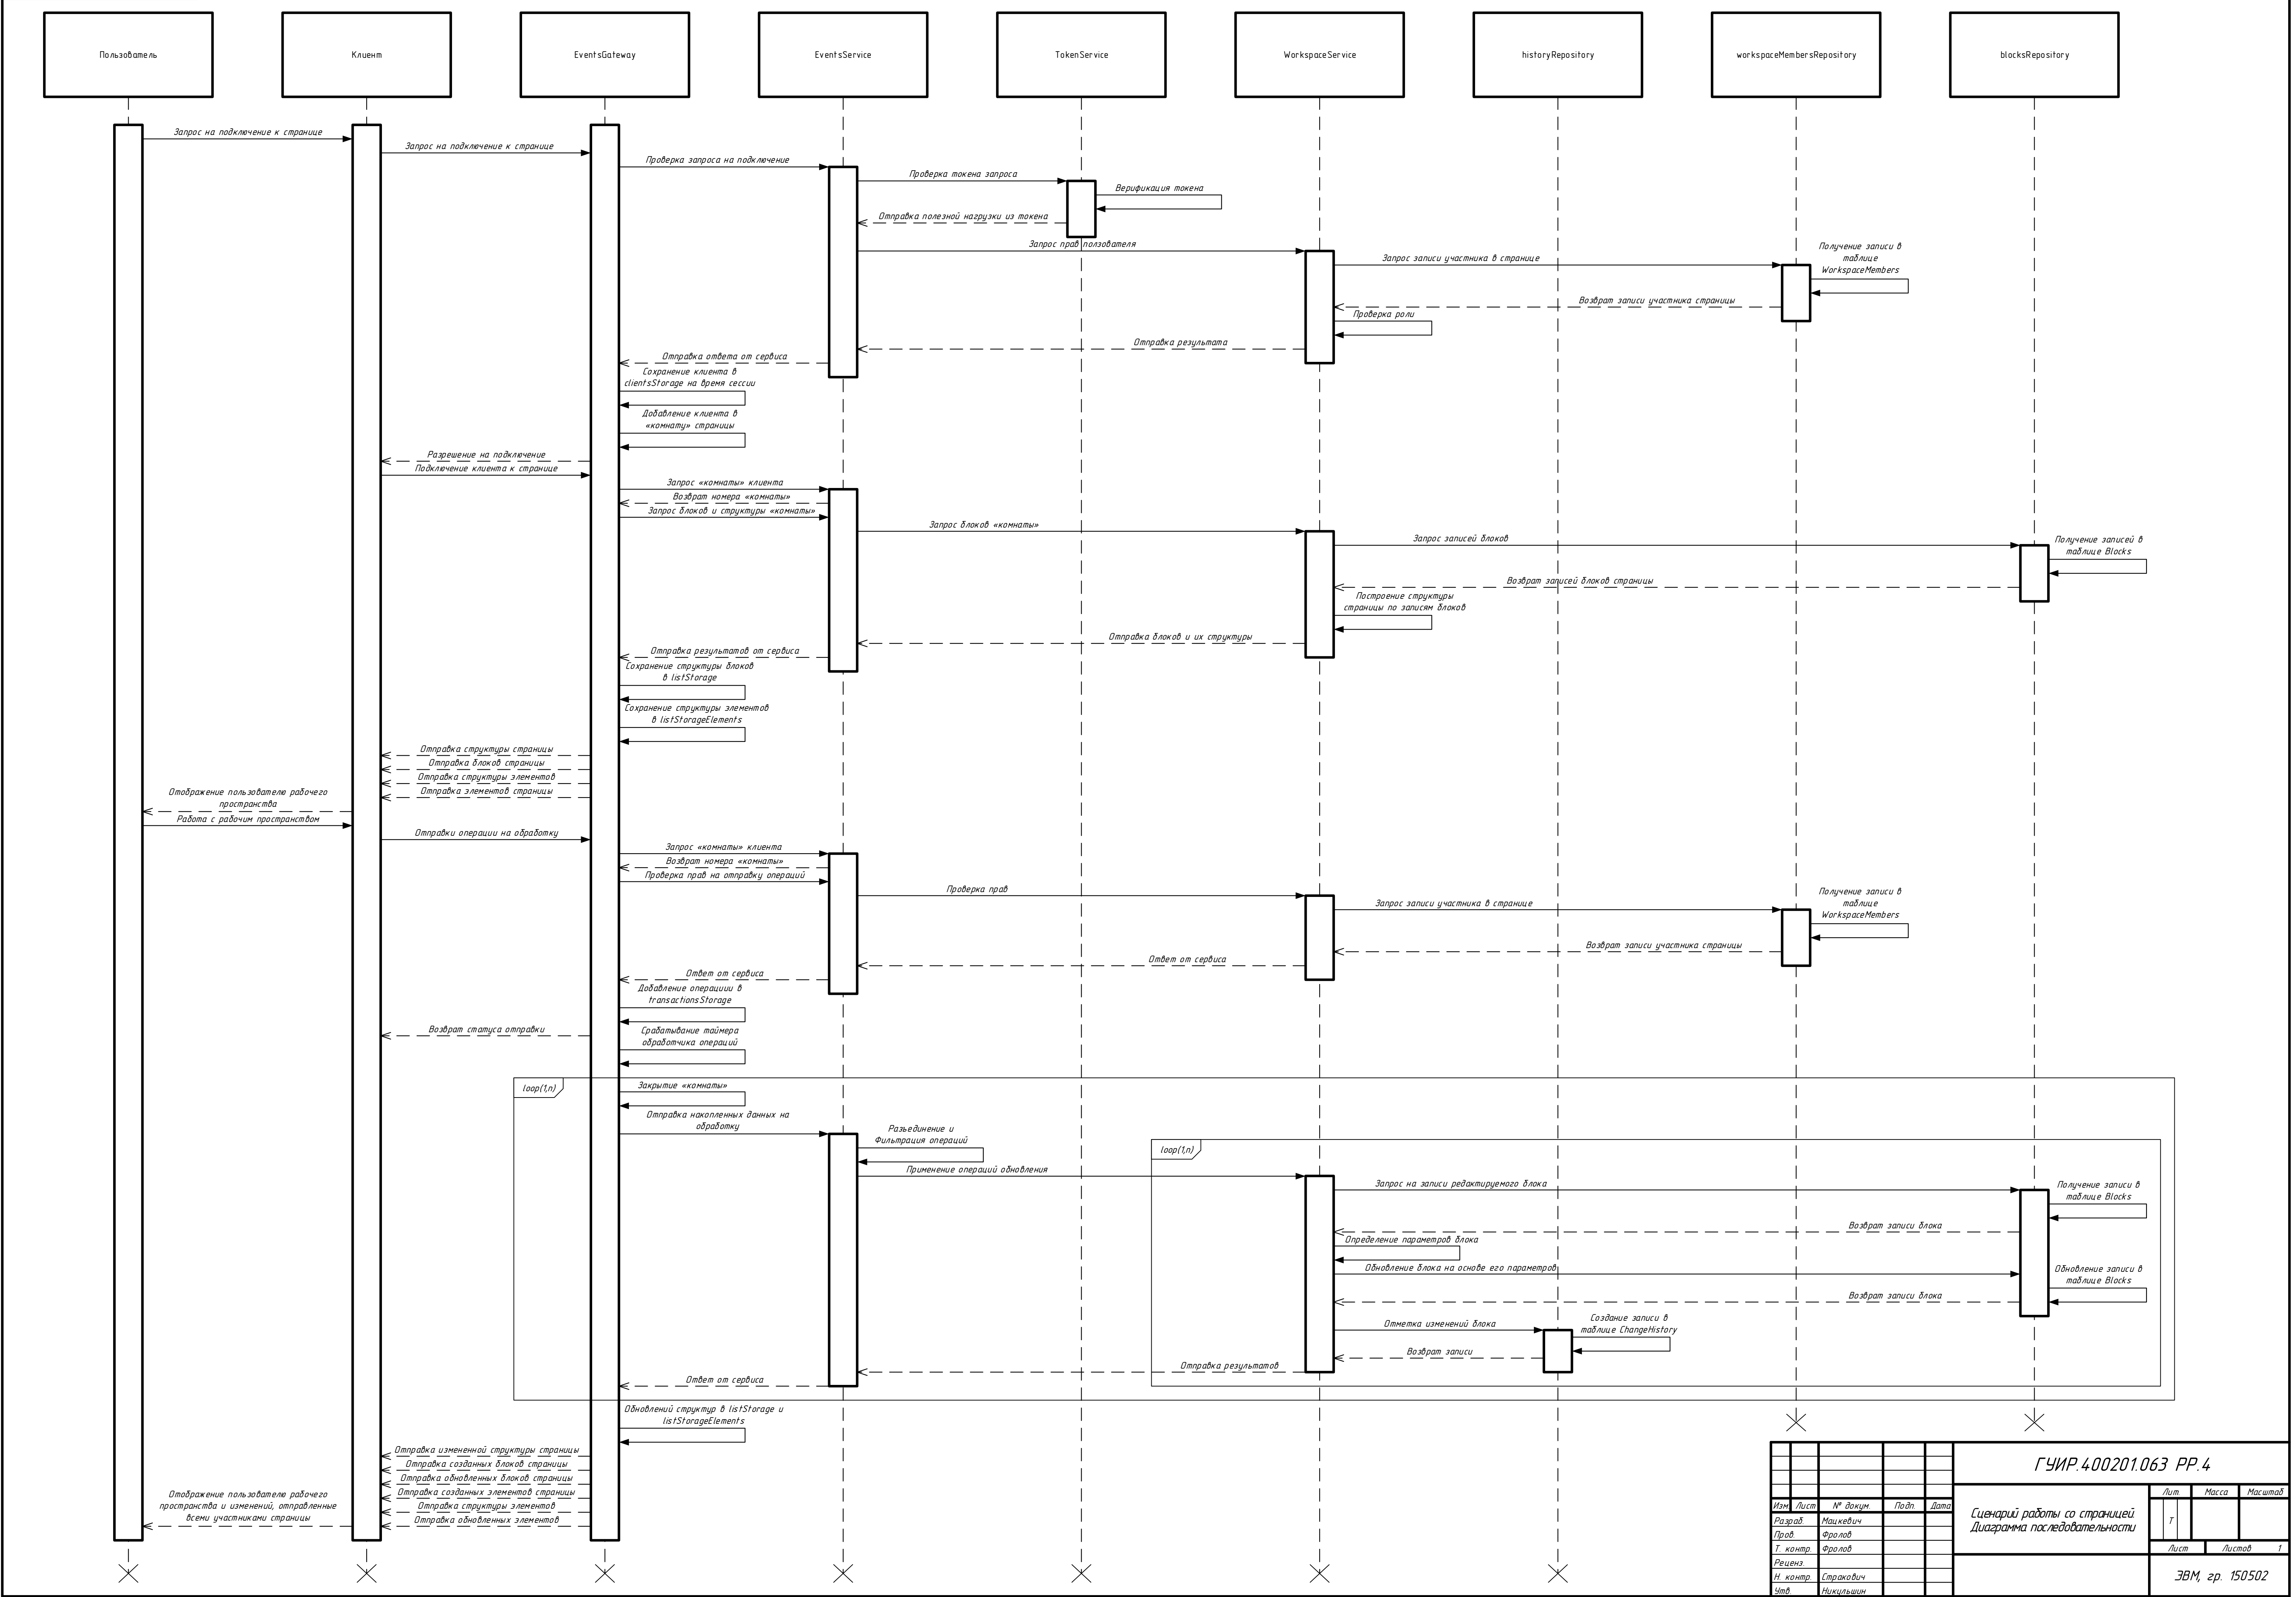 Пользователь
Клиент
EventsGateway
EventsService
TokenService
WorkspaceService
historyRepository
workspaceMembersRepository
blocksRepository
Запрос на подключение к странице
Запрос на подключение к странице
Проверка запроса на подключение
Проверка токена запроса
Верификация токена
Отправка полезной нагрузки из токена
Запрос прав ползователя
Запрос записи участника в странице
Получение записи в
таблице
WorkspaceMembers
Возврат записи участника страницы
Проверка роли
Отправка результата
Отправка ответа от сервиса
Сохранение клиента в
clientsStorage на время сессии
Добавление клиента в
«комнату» страницы
Разрешение на подключение
Подключение клиента к странице
Запрос «комнаты» клиента
Возврат номера «комнаты»
Запрос блоков и структуры «комнаты»
Запрос блоков «комнаты»
Запрос записей блоков
Получение записей в
таблице Blocks
Возврат записей блоков страницы
Построение структуры
страницы по записям блоков
Отправка блоков и их структуры
Отправка результатов от сервиса
Сохранение структуры блоков
в listStorage
Сохранение структуры элементов
в listStorageElements
Отправка структуры страницы
Отправка блоков страницы
Отправка структуры элементов
Отправка элементов страницы
Отображение пользователю рабочего
пространства
Работа с рабочим пространством
Отправки операции на обработку
Запрос «комнаты» клиента
Возврат номера «комнаты»
Проверка прав на отправку операций
Проверка прав
Запрос записи участника в странице
Получение записи в
таблице
WorkspaceMembers
Возврат записи участника страницы
Ответ от сервиса
Ответ от сервиса
Добавление операциии в
transactionsStorage
Возврат статуса отправки
Срабатывание таймера
обработчика операций
loop(1,n)
Закрытие «комнаты»
Отправка накопленных данных на
обработку
Разьединение и
Фильтрация операций
loop(1,n)
Применение операций обновления
Запрос на записи редактируемого блока
Получение записи в
таблице Blocks
Возврат записи блока
Определение параметров блока
Обновление блока на основе его параметров
Обновление записи в
таблице Blocks
Возврат записи блока
Отметка изменений блока
Создание записи в
таблице ChangeHistory
Возврат записи
Отправка результатов
Ответ от сервиса
Обновлений структур в listStorage и
listStorageElements
Отправка измененной структуры страницы
Отправка созданных блоков страницы
Отправка обновленных блоков страницы
Отправка созданных элементов страницы
Отправка структуры элементов
Отправка обновленных элементов
Отображение пользователю рабочего
пространства и изменений, отправленные
всеми участниками страницы
ГУИР.400201.063 РР.4
Сценарий работы со страницей.
Диаграмма последовательности
Лит. Масса Масштаб
Т
Лист Листов 1
ЭВМ, гр. 150502
Изм. Лист № докум. Подп. Дата
Разраб. Мацкевич
Пров. Фролов
Т. контр. Фролов
Реценз.
Н. контр. Стракович
Утв. Никульшин